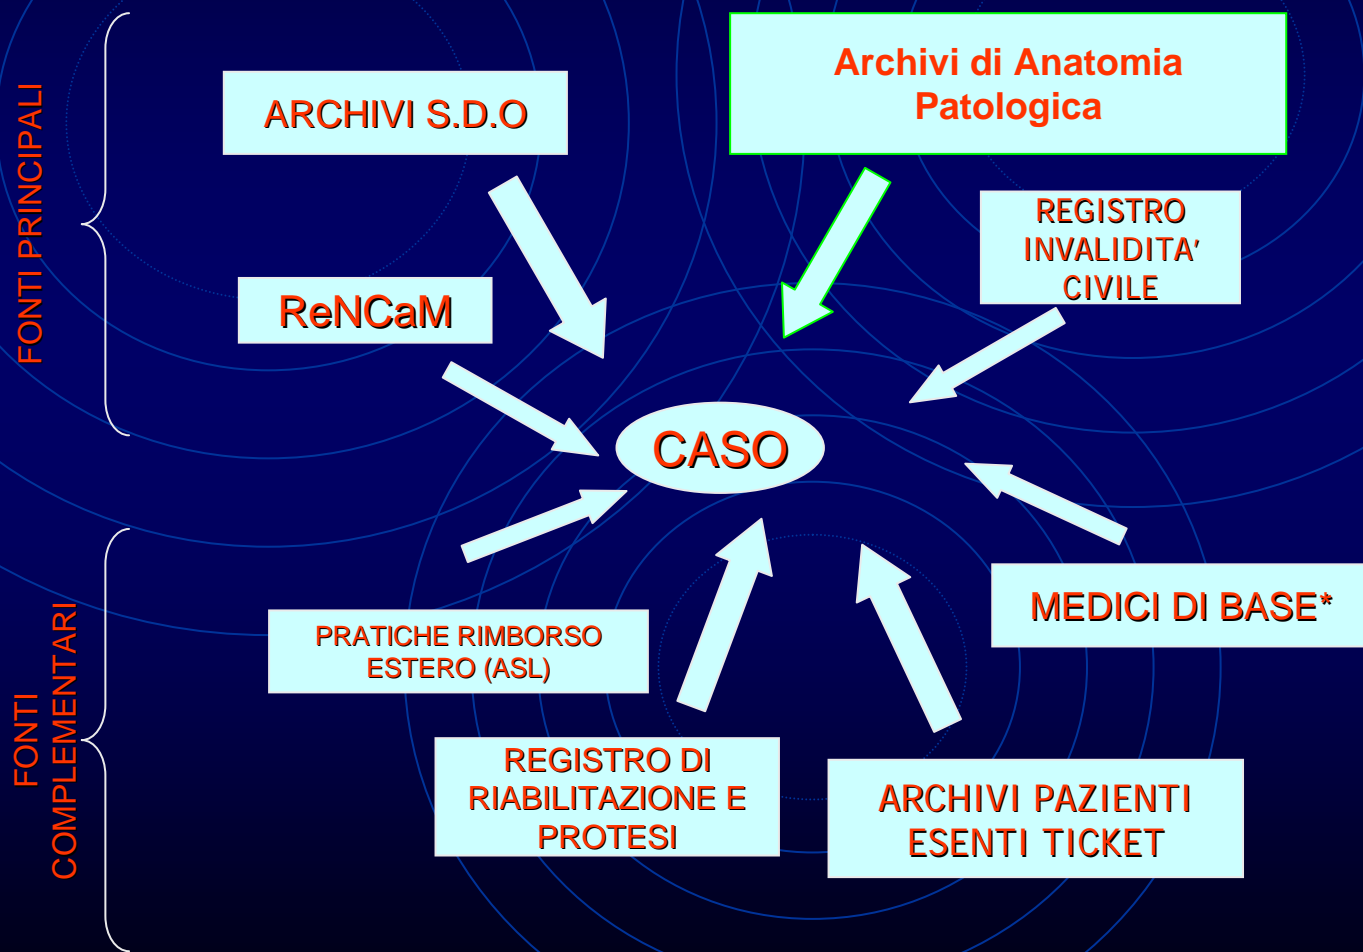 FONTI PRINCIPALI
ARCHIVI S.D.O
Archivi di Anatomia
Patologica
REGISTRO
INVALIDITA’
CIVILE
ReNCaM
CASO
FONTI
COMPLEMENTARI
MEDICI DI BASE*
PRATICHE RIMBORSO
ESTERO (ASL)
REGISTRO DI
RIABILITAZIONE E
PROTESI
ARCHIVI PAZIENTI
ESENTI TICKET